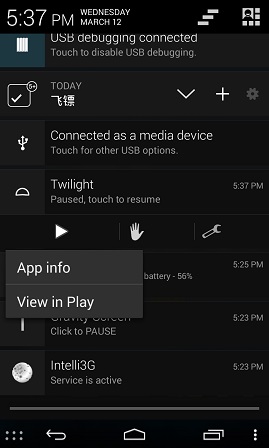 5:37 PM WEDNESDAY
MARCH 12
USB debugging connected
Touch to disable USB debugging.
5+
TODAY
飞镖
Connected as a media device
Touch for other USB options.
Twilight 5:37 PM
Paused, touch to resume
5:25 PM
battery - 56%
App info
View in Play
Gravity Screen 5:23 PM
Click to PAUSE
Intelli3G 5:23 PM
Service is active